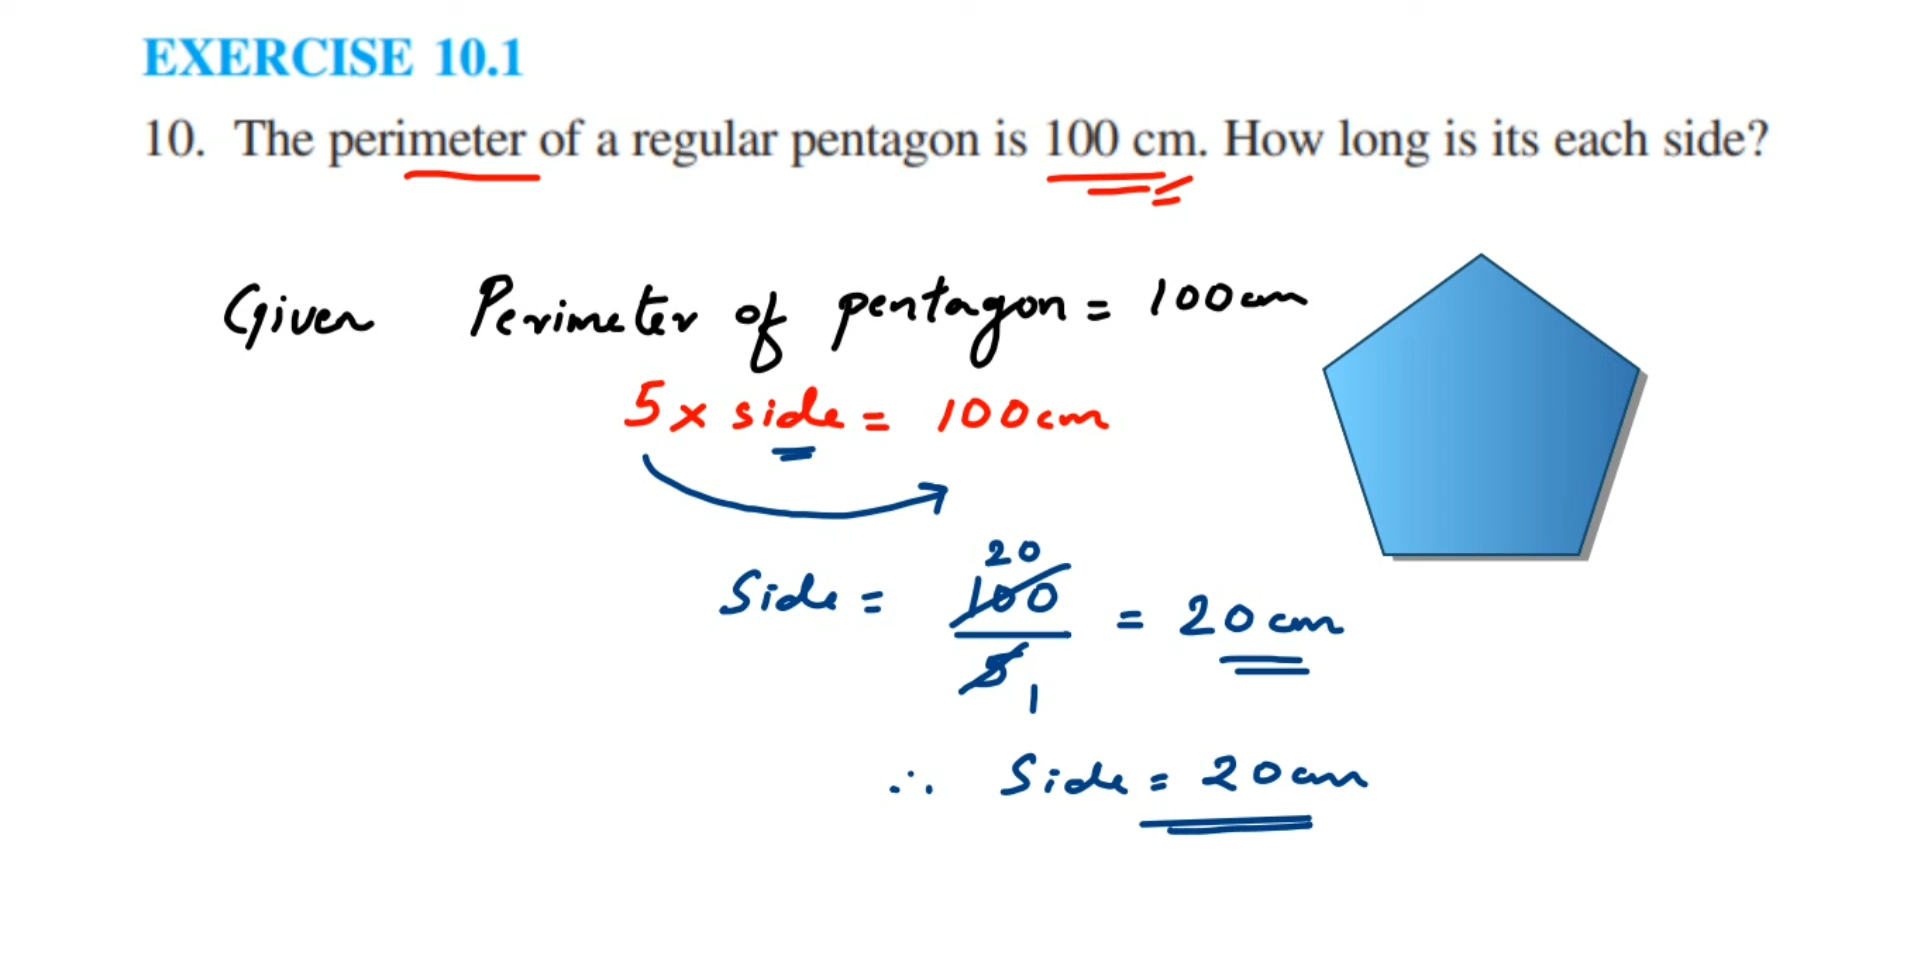 EXERCISE 10.1
10. The perimeter of a regular pentagon is 100 cm. How long is its each side?
Given Perimeter of pentagon = 100cm
5 x side = 100cm
20
Side = 100/5 = 20cm
1
∴ Side = 20cm